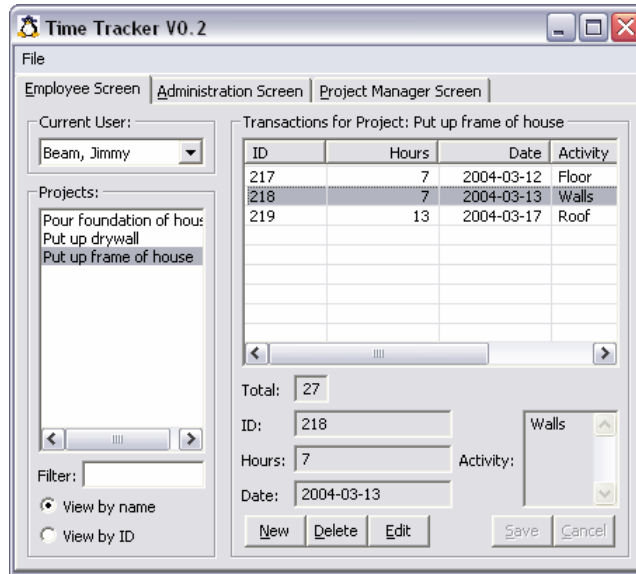 Time Tracker V0.2
File
Employee Screen Administration Screen Project Manager Screen
Current User:
Beam, Jimmy
Projects:
Pour foundation of hous
Put up drywall
Put up frame of house
Filter:
View by name
View by ID
Transactions for Project: Put up frame of house
ID Hours Date Activity
217 7 2004-03-12 Floor
218 7 2004-03-13 Walls
219 13 2004-03-17 Roof
Total: 27
ID: 218
Hours: 7
Date: 2004-03-13
Activity: Walls
New Delete Edit Save Cancel